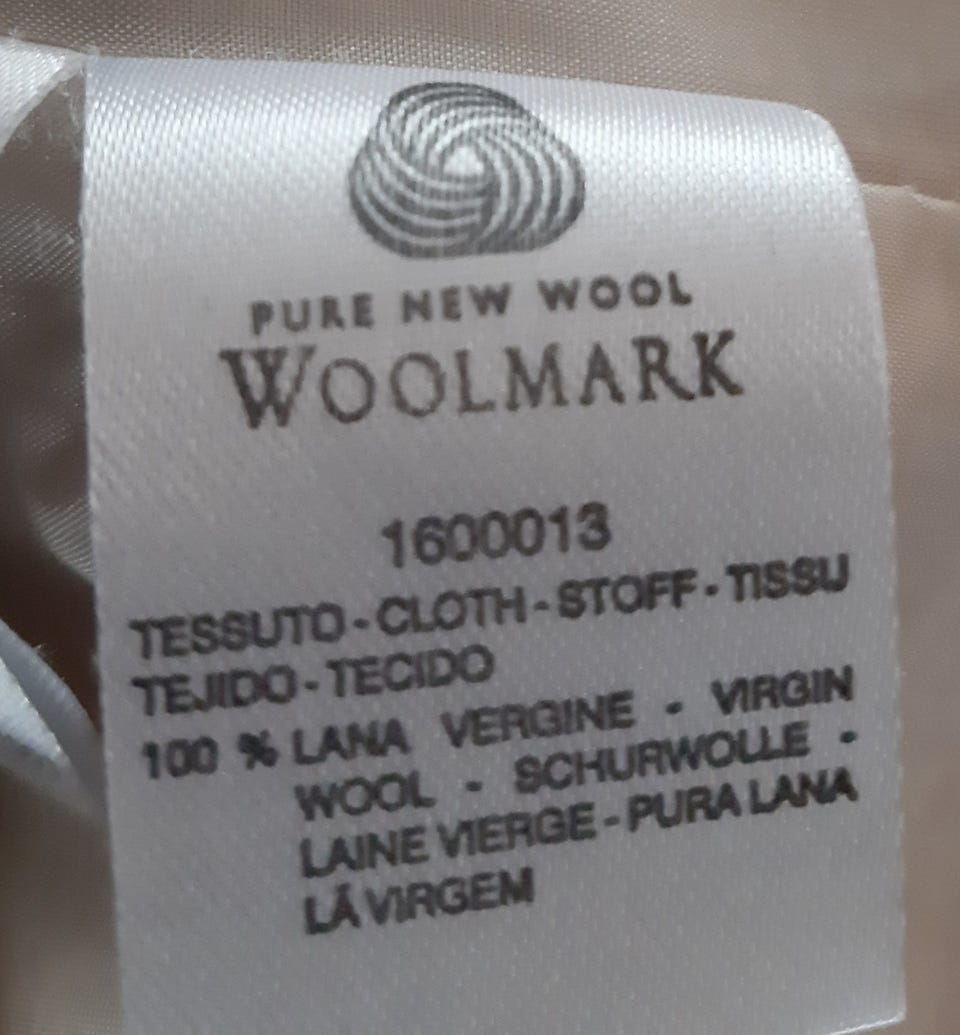 PURE NEW WOOL
WOOLMARK
1600013
TESSUTO-CLOTH-STOFF-TISSU
TEJIDO-TECIDO
100 % LANA VERGINE - VIRGIN
WOOL - SCHURWOLLE -
LAINE VIERGE-PURA LANA
LÃ VIRGEM